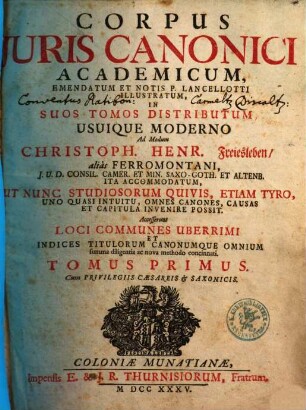 CORPUS
JURIS CANONICI
ACADEMICUM,
EMENDATUM ET NOTIS P. LANCELLOTTI
ILLUSTRATUM,
Conventus Ratisbon: Carmelit: Discalc:
IN
SUOS TOMOS DISTRIBUTUM
USUIQUE MODERNO
Ad Modum
CHRISTOPH. HENR. Freiesleben/
aliàs FERROMONTANI,
J. U. D. CONSIL. CAMER. ET MIN. SAXO-GOTH. ET ALTENB.
ITA ACCOMMODATUM,
UT NUNC STUDIOSORUM QUIVIS, ETIAM TYRO,
UNO QUASI INTUITU, OMNES CANONES, CAUSAS
ET CAPITULA INVENIRE POSSIT.
Accesserunt
LOCI COMMUNES UBERRIMI
ET
INDICES TITULORUM CANONUMQUE OMNIUM
summa diligentia ac nova methodo concinnati.
TOMUS PRIMUS.
Cum PRIVILEGIIS CÆSAREIS & SAXONICIS.
COLONIÆ MUNATIANÆ,
Impensis E. & J. R. THURNISIORUM, Fratrum.
M DCC XXXV.